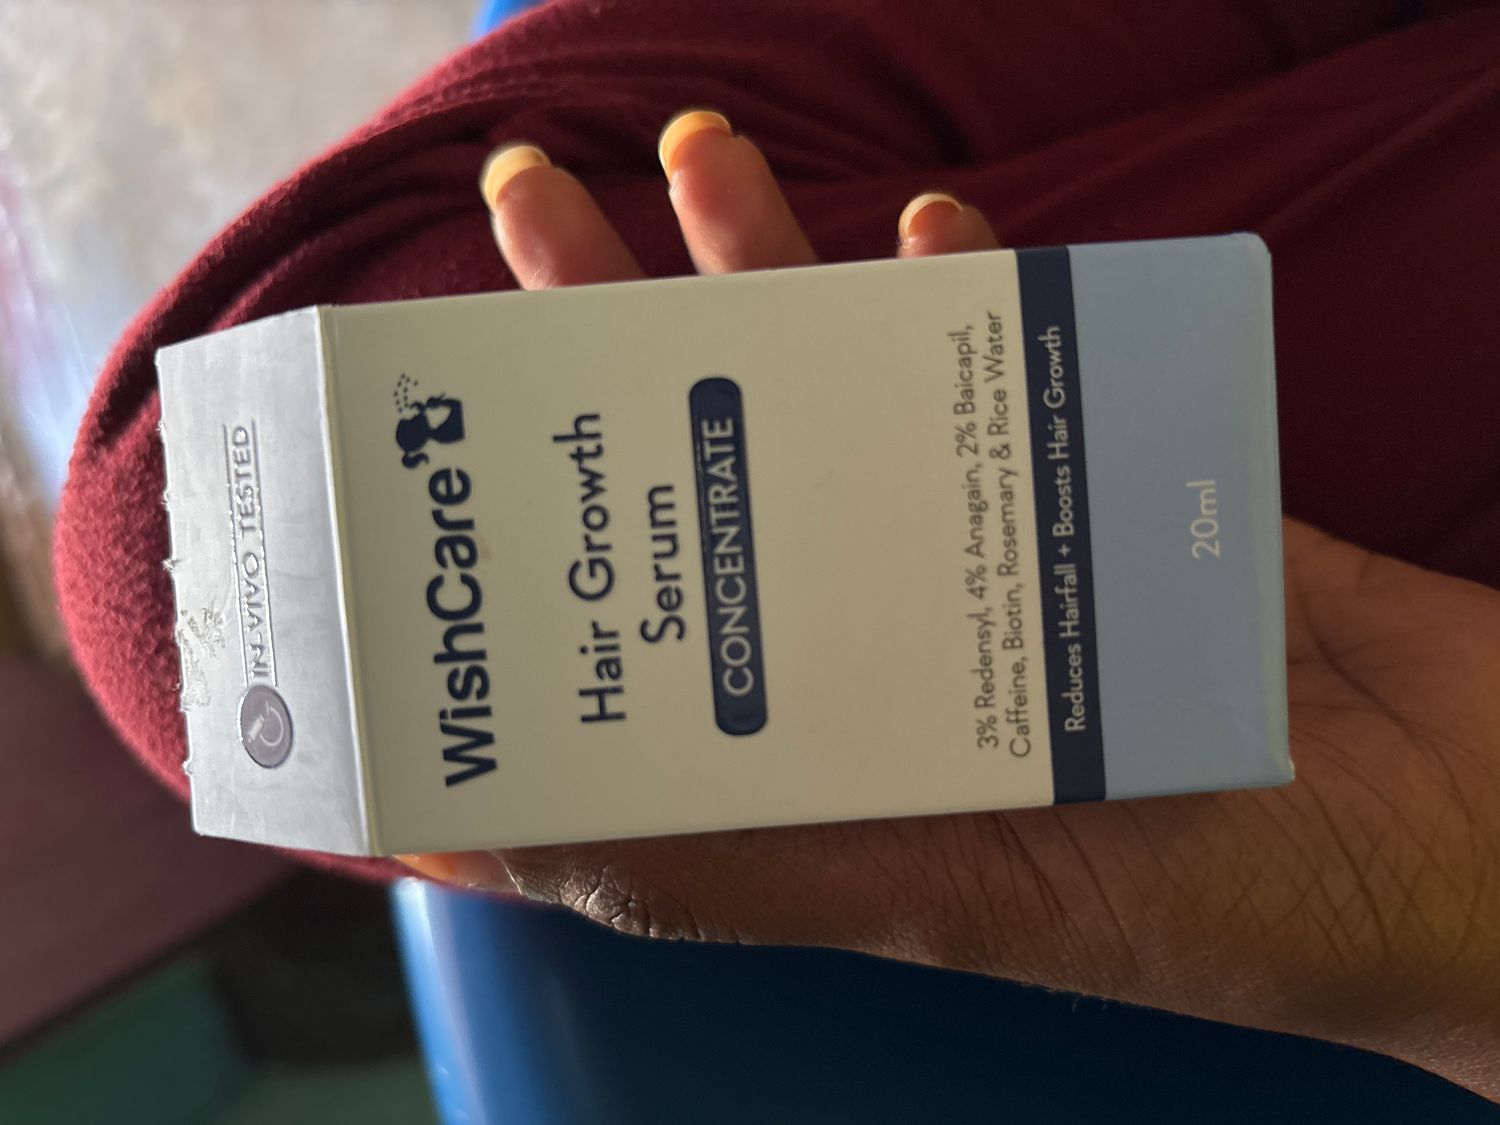 IN-VIVO TESTED
WishCare
Hair Growth
Serum
CONCENTRATE
3% Redensyl, 4% Anagain, 2% Baicapil,
Caffeine, Biotin, Rosemary & Rice Water
Reduces Hairfall + Boosts Hair Growth
20ml